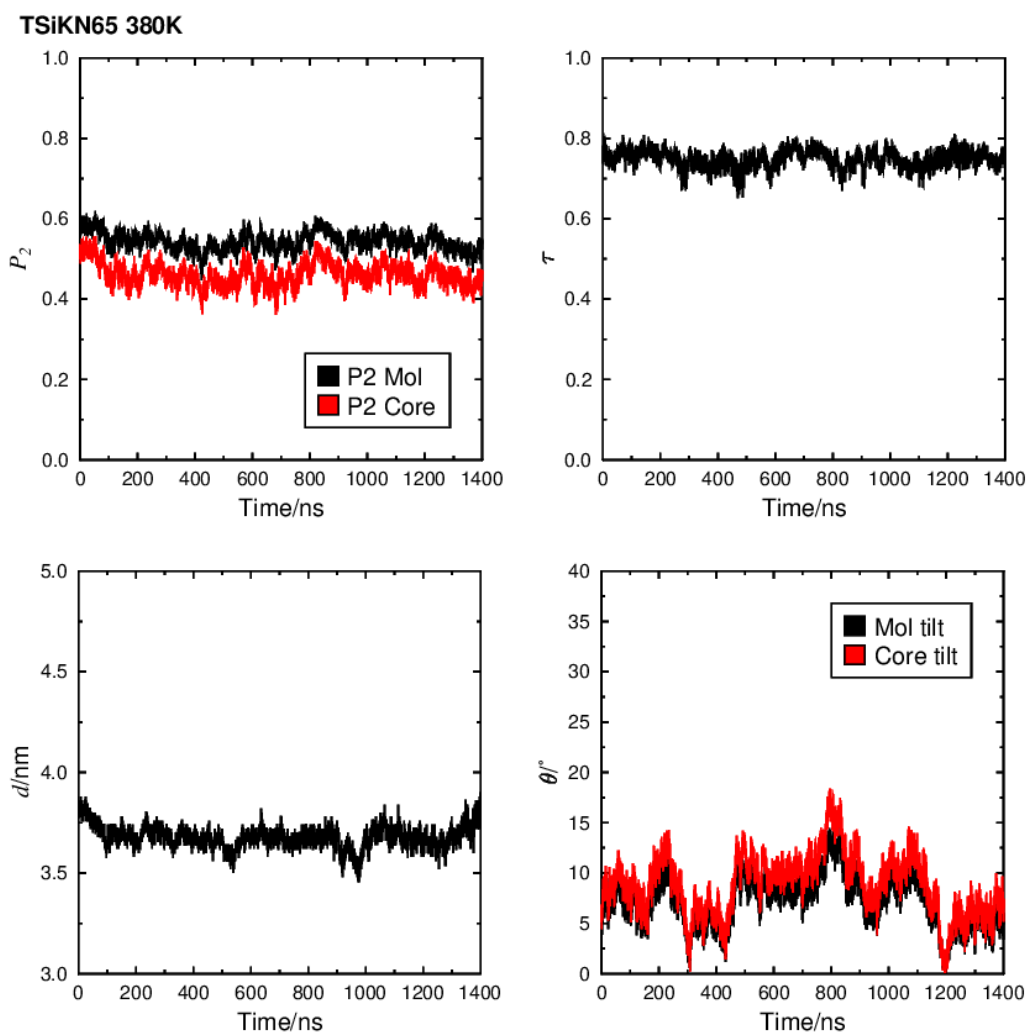 TSiKN65 380K
1.0
0.8
0.6
0.4
0.2
0.0
P2
P2 Mol
P2 Core
0 200 400 600 800 1000 1200 1400
Time/ns
1.0
0.8
0.6
0.4
0.2
0.0
τ
0 200 400 600 800 1000 1200 1400
Time/ns
5.0
4.5
4.0
3.5
3.0
d/nm
0 200 400 600 800 1000 1200 1400
Time/ns
40
35
30
25
20
15
10
5
0
θ/°
Mol tilt
Core tilt
0 200 400 600 800 1000 1200 1400
Time/ns